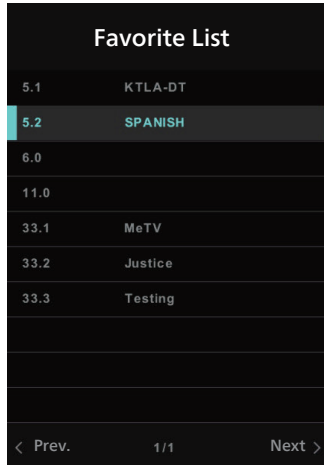 Favorite List
5.1 KTLA-DT
5.2 SPANISH
6.0
11.0
33.1 MeTV
33.2 Justice
33.3 Testing
< Prev. 1/1 Next >